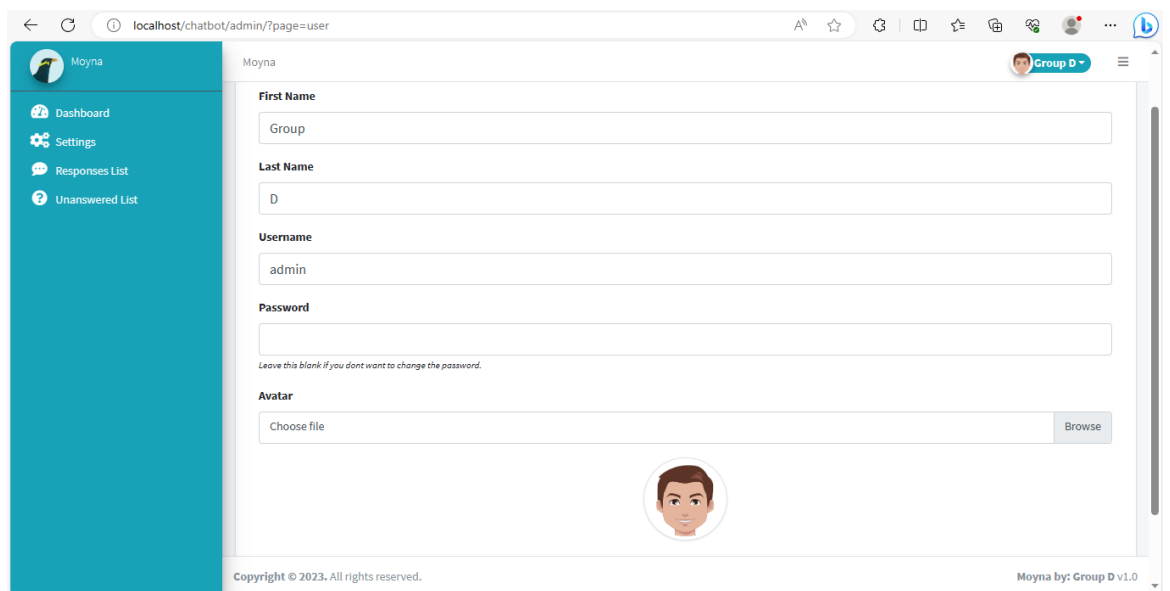 localhost/chatbot/admin/?page=user
Moyna
Moyna
Group D
Dashboard
Settings
Responses List
Unanswered List
First Name
Group
Last Name
D
Username
admin
Password
Leave this blank if you dont want to change the password.
Avatar
Choose file
Browse
Copyright © 2023. All rights reserved.
Moyna by: Group D v1.0